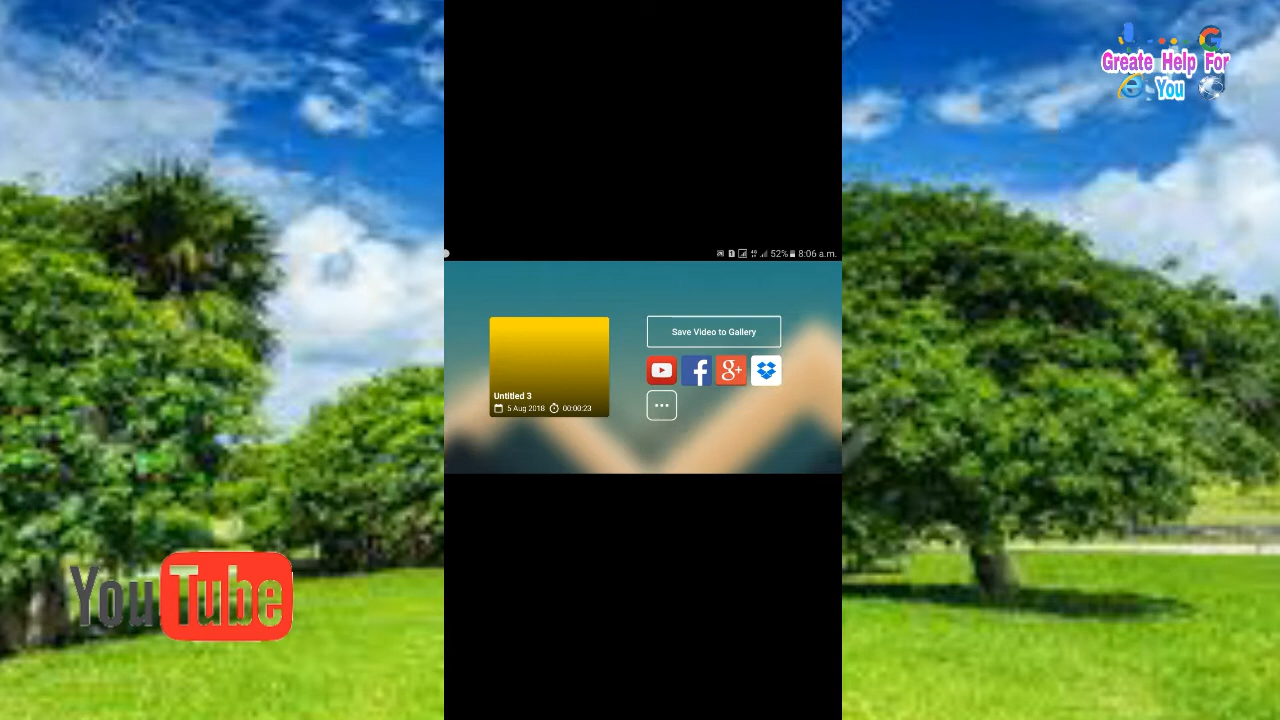 Greate Help For
You
52% 8:06 a.m.
Save Video to Gallery
g+
Untitled 3
5 Aug 2018 00:00:23
YouTube